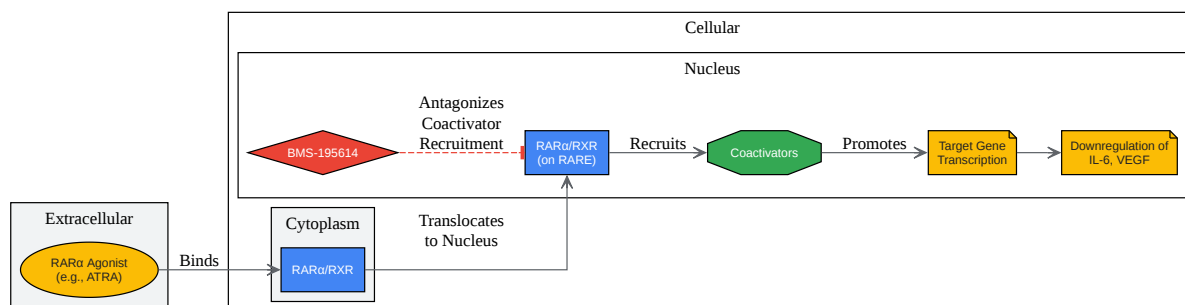 Cellular
Nucleus
Antagonizes
Coactivator
Recruitment
BMS-195614
RARα/RXR
(on RARE)
Recruits
Coactivators
Promotes
Target Gene
Transcription
Downregulation of
IL-6, VEGF
Extracellular
RARα Agonist
(e.g., ATRA)
Binds
Cytoplasm
RARα/RXR
Translocates
to Nucleus